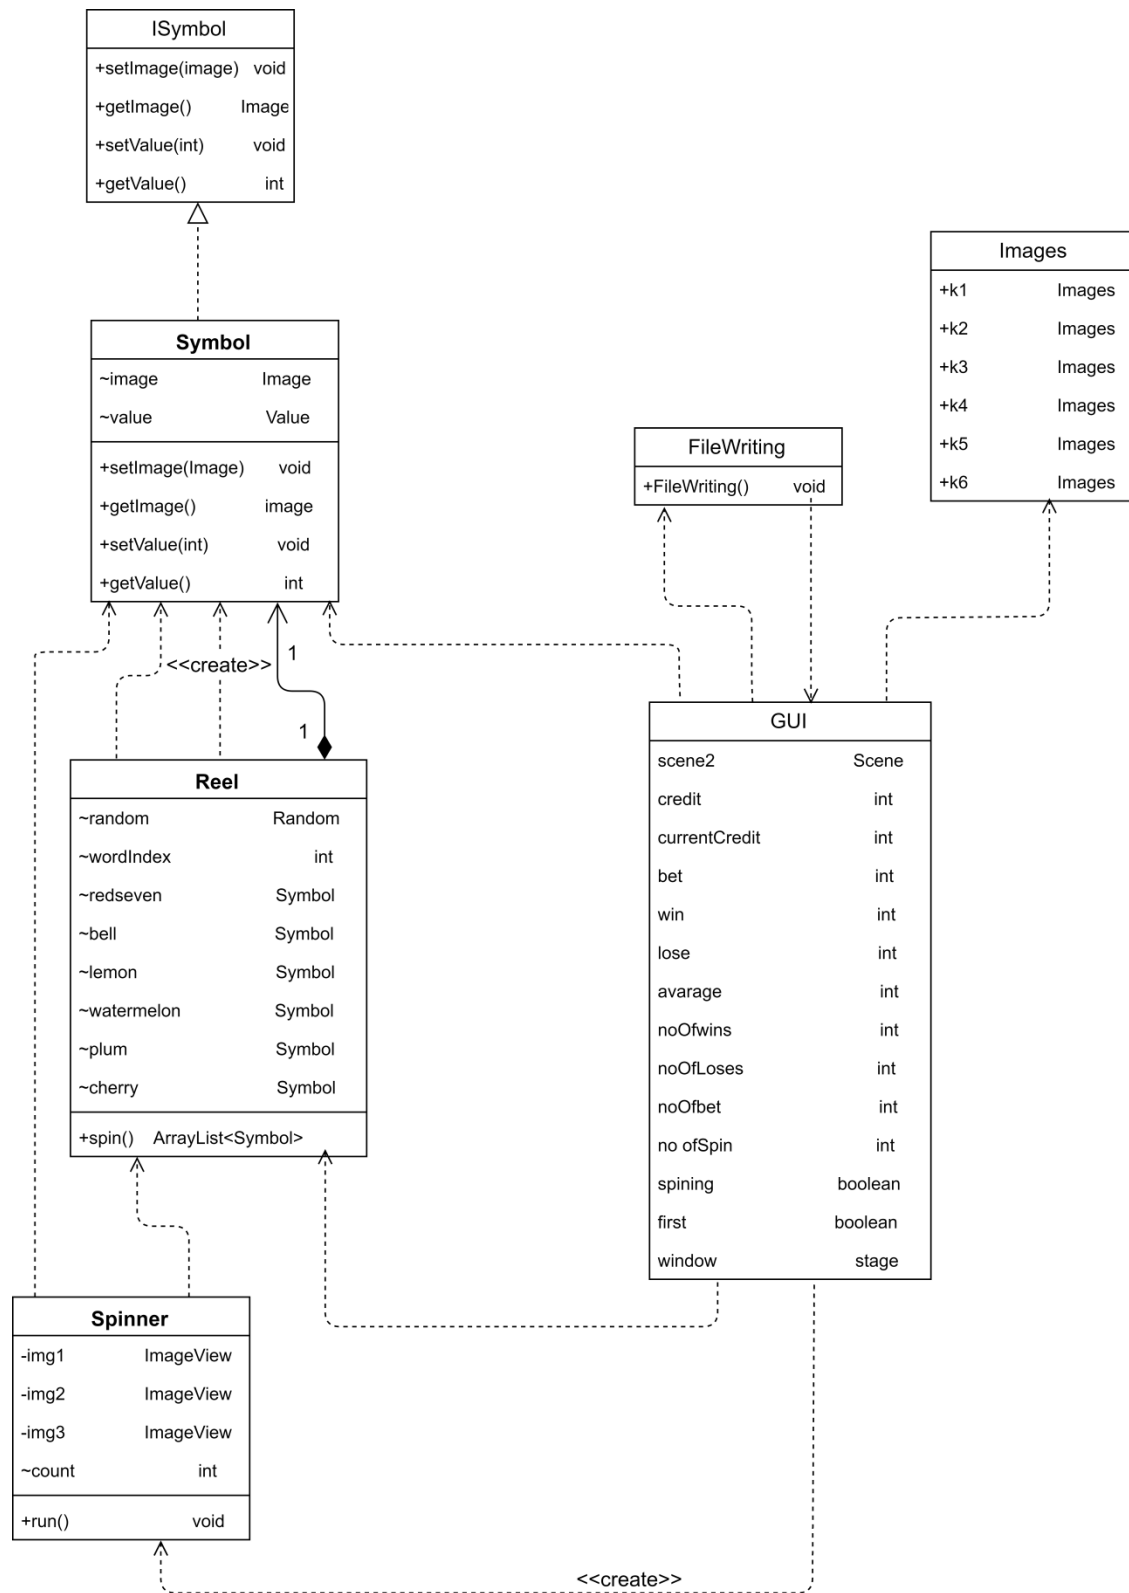 ISymbol
+setImage(image) void
+getImage() Image
+setValue(int) void
+getValue() int
Images
+k1 Images
+k2 Images
+k3 Images
+k4 Images
+k5 Images
+k6 Images
Symbol
~image Image
~value Value
+setImage(Image) void
+getImage() image
+setValue(int) void
+getValue() int
FileWriting
+FileWriting() void
<<create>>
1
1
Reel
~random Random
~wordIndex int
~redseven Symbol
~bell Symbol
~lemon Symbol
~watermelon Symbol
~plum Symbol
~cherry Symbol
+spin() ArrayList<Symbol>
GUI
scene2 Scene
credit int
currentCredit int
bet int
win int
lose int
avarage int
noOfwins int
noOfLoses int
noOfbet int
no ofSpin int
spining boolean
first boolean
window stage
Spinner
-img1 ImageView
-img2 ImageView
-img3 ImageView
~count int
+run() void
<<create>>